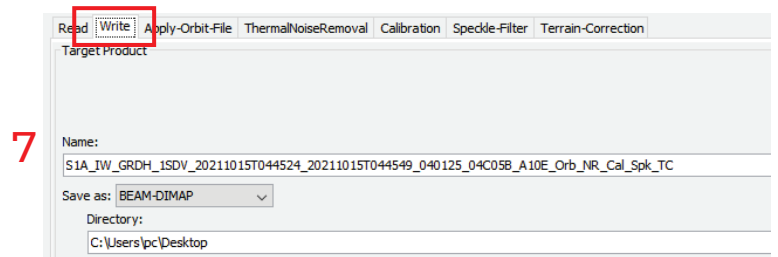 Read Write Apply-Orbit-File ThermalNoiseRemoval Calibration Speckle-Filter Terrain-Correction
Target Product
7
Name:
S1A_IW_GRDH_1SDV_20211015T044524_20211015T044549_040125_04C05B_A10E_Orb_NR_Cal_Spk_TC
Save as: BEAM-DIMAP
Directory:
C:\Users\pc\Desktop